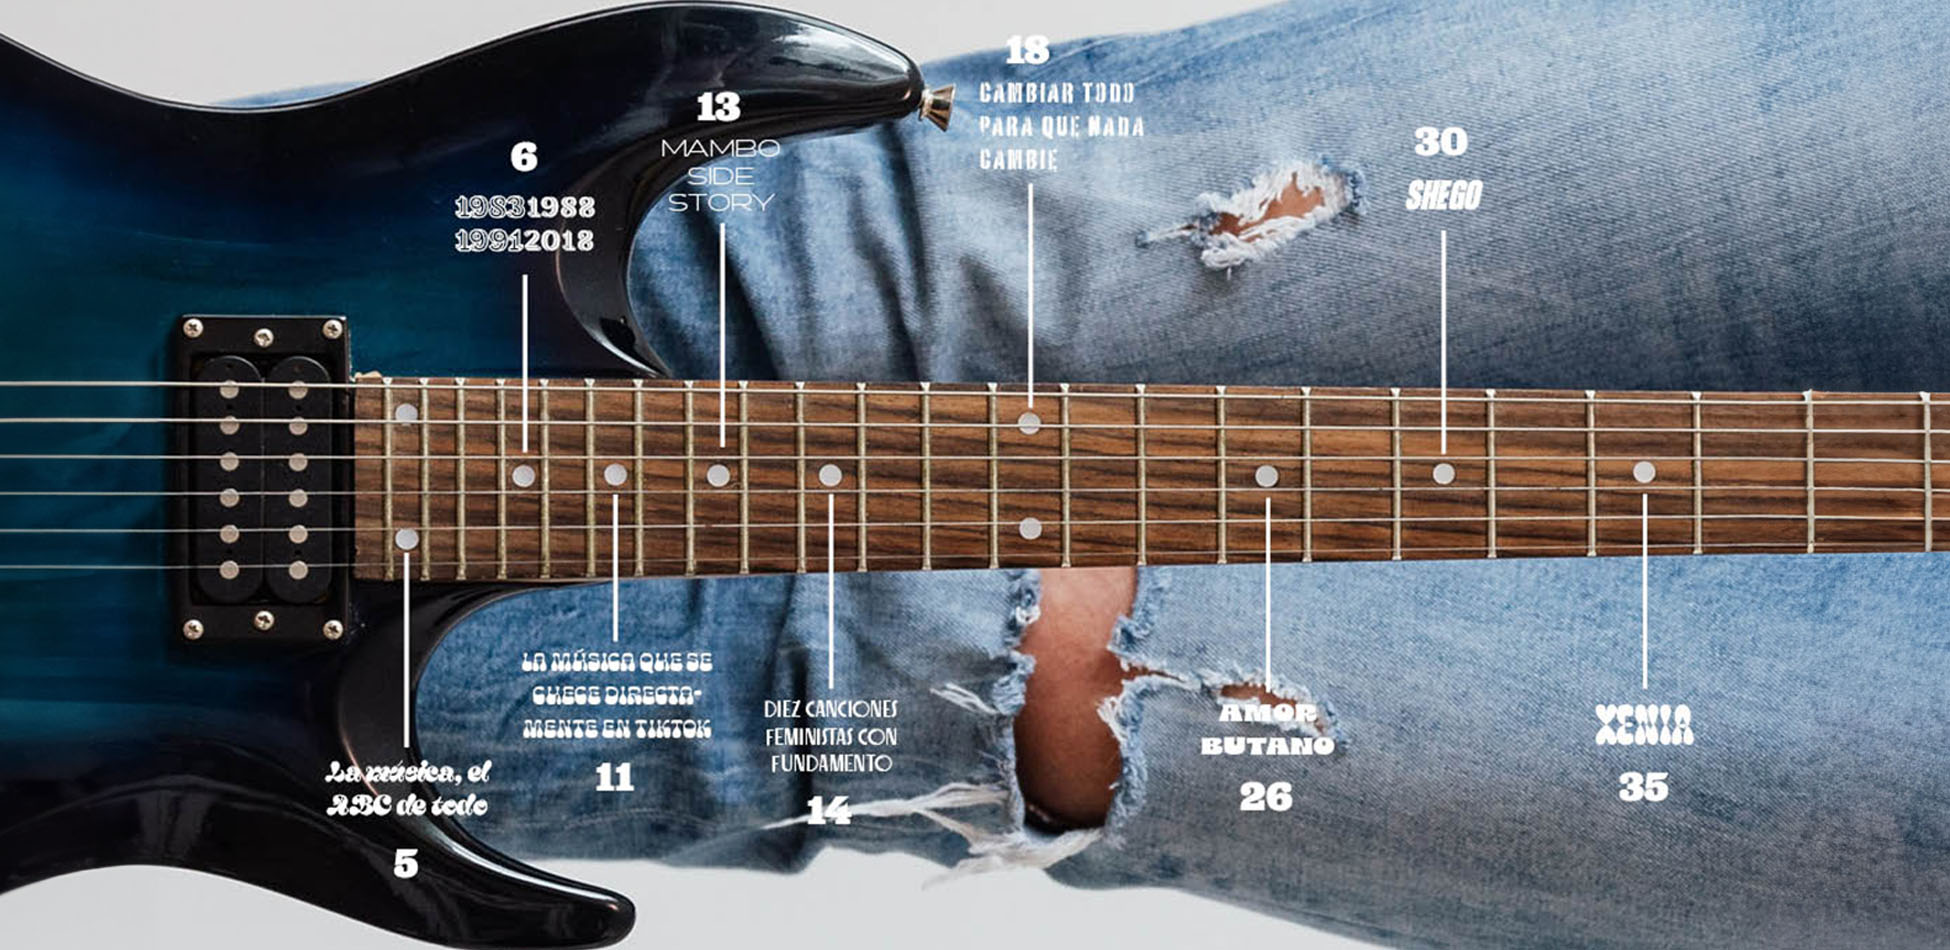 6
19831988
19912018
13
MAMBO
SIDE
STORY
18
CAMBIAR TODO
PARA QUE NADA
CAMBIE
30
SHEGO
La música, el
ABC de todo
5
LA MÚSICA QUE SE
CUECE DIRECTA-
MENTE EN TIKTOK
11
DIEZ CANCIONES
FEMINISTAS CON
FUNDAMENTO
14
AMOR
BUTANO
26
XENIA
35